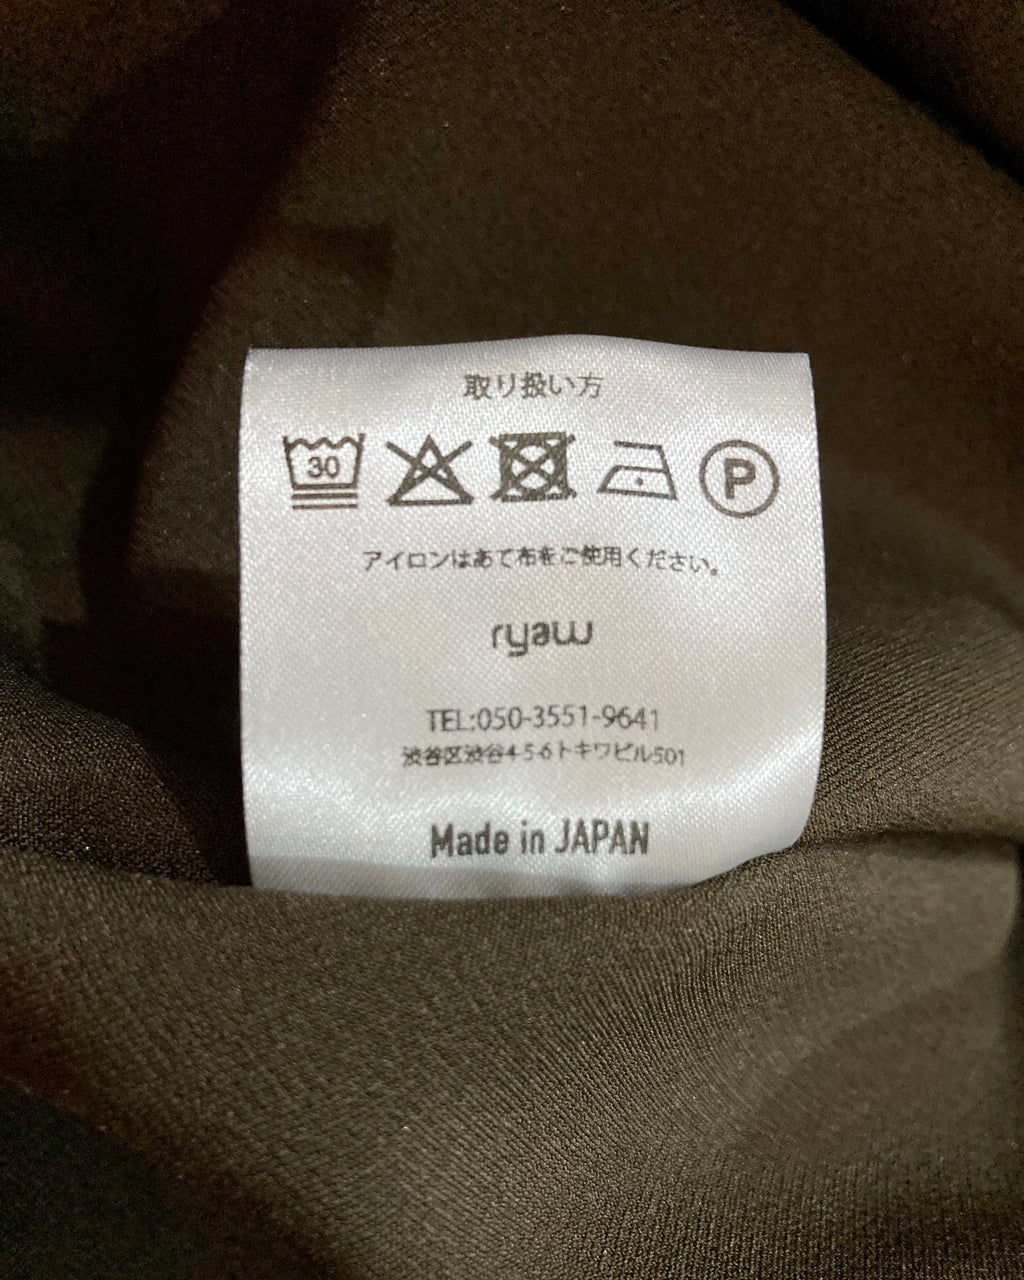 取り扱い方
30
P
アイロンはあて布をご使用ください。
ryaw
TEL:050-3551-9641
渋谷区渋谷4-5-6トキワビル501
Made in JAPAN